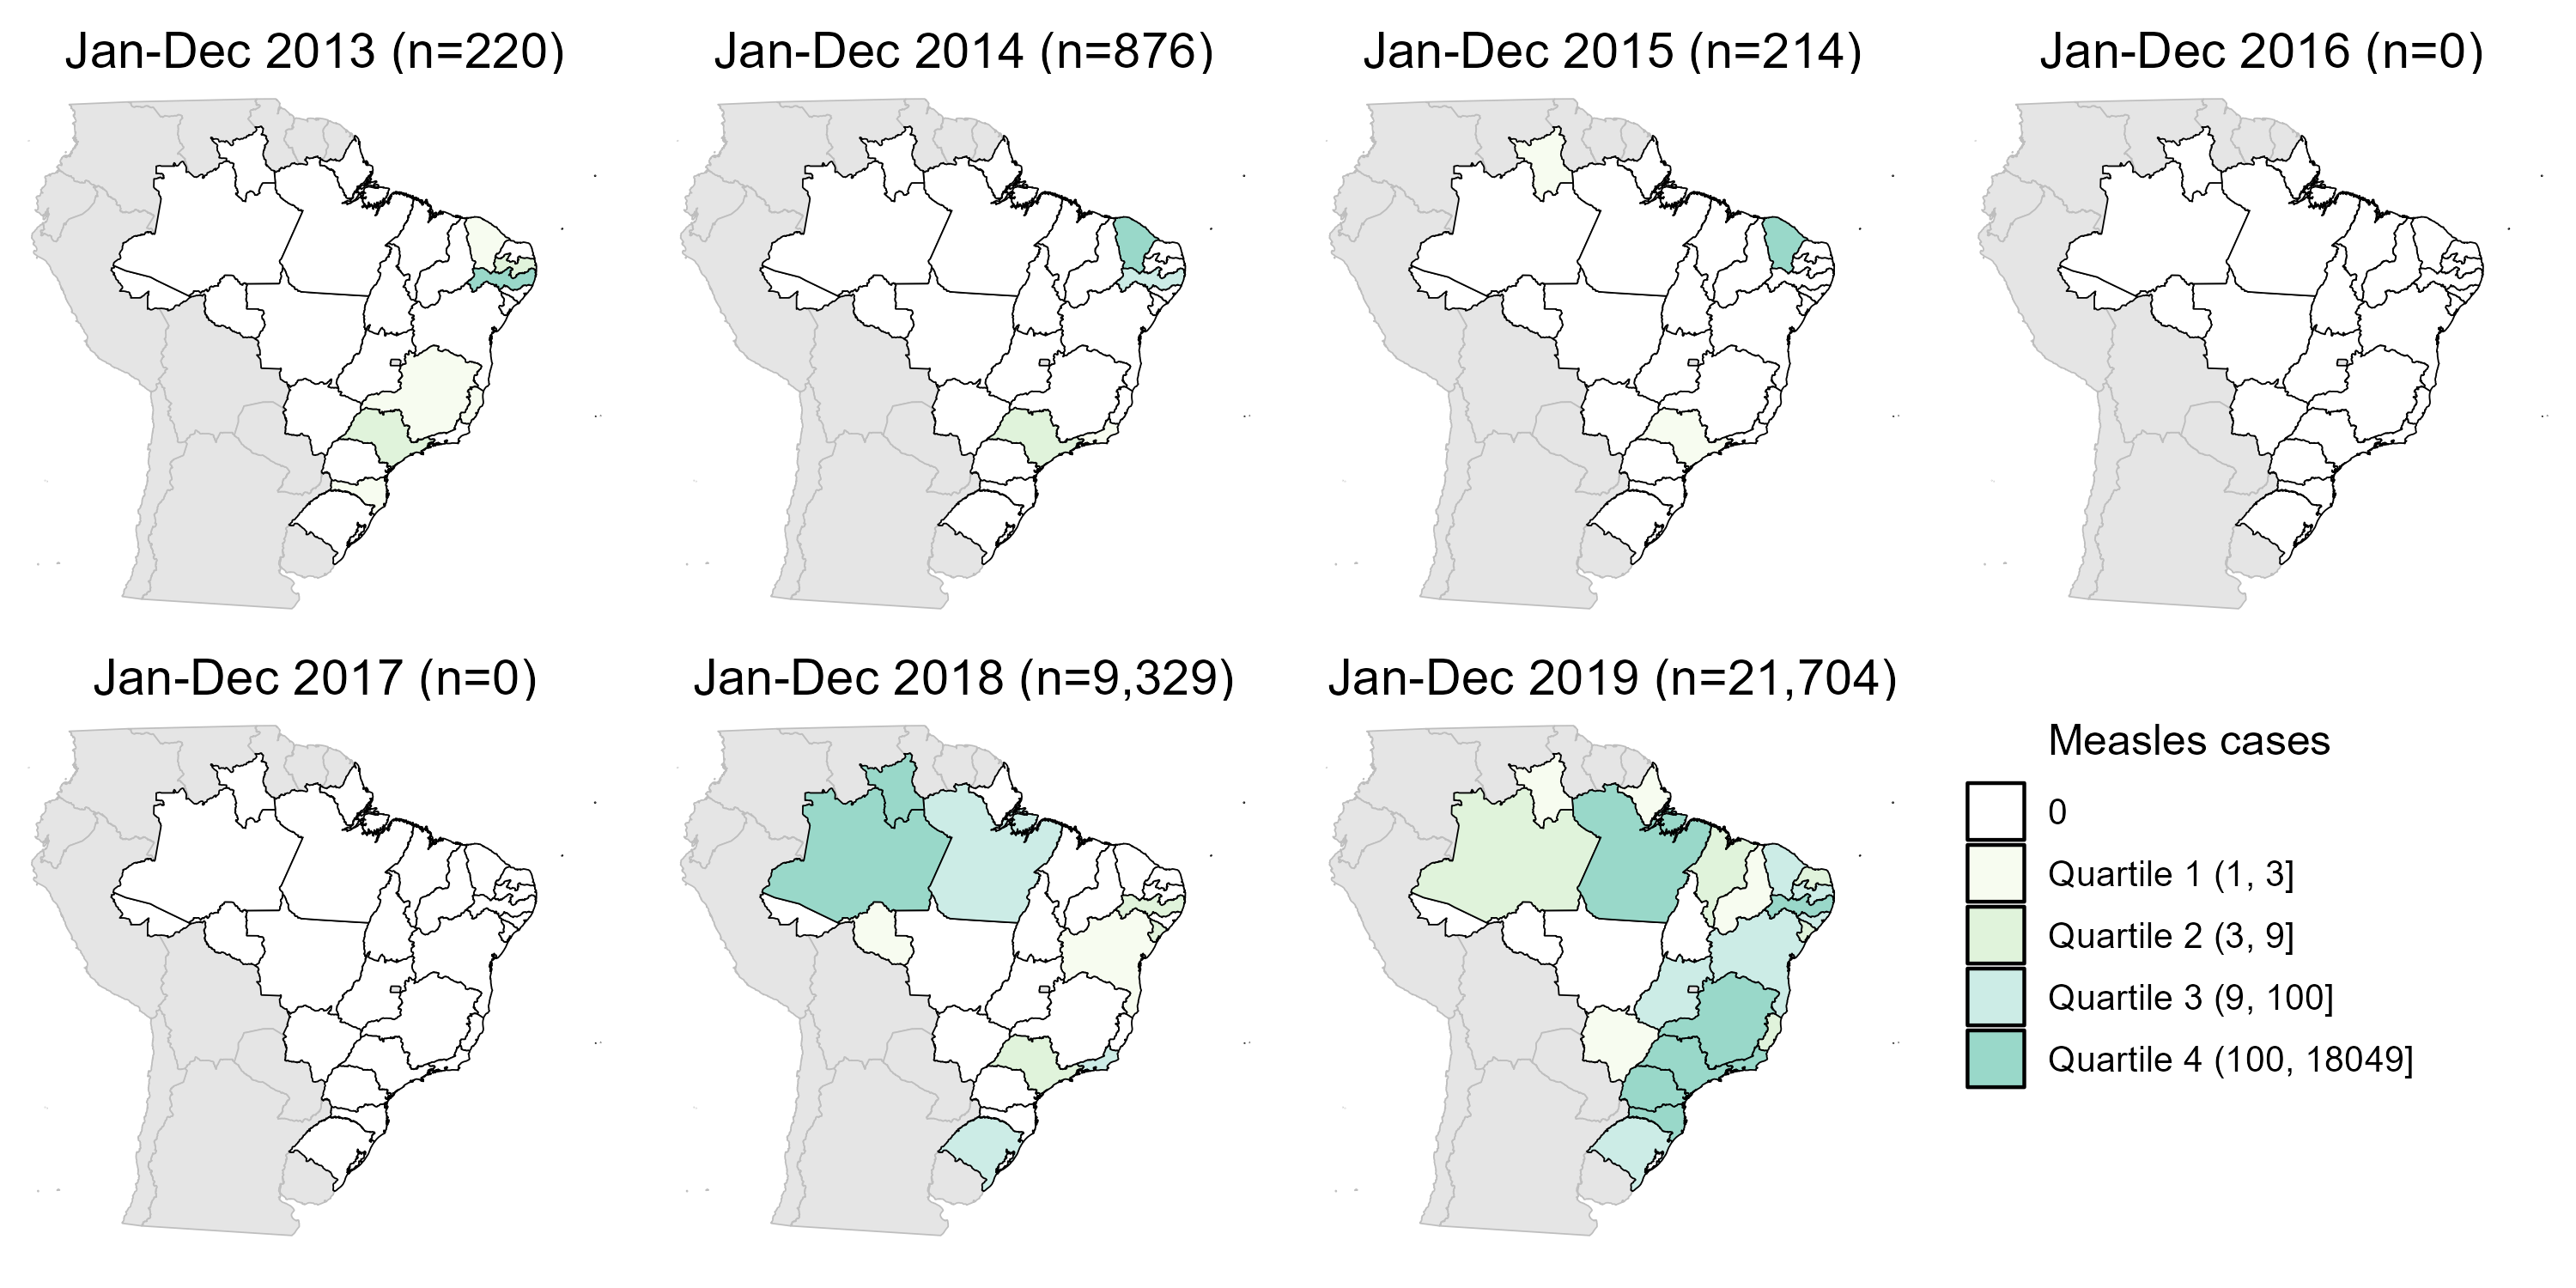 Jan-Dec 2013 (n=220)
Jan-Dec 2014 (n=876)
Jan-Dec 2015 (n=214)
Jan-Dec 2016 (n=0)
Jan-Dec 2017 (n=0)
Jan-Dec 2018 (n=9,329)
Jan-Dec 2019 (n=21,704)
Measles cases
0
Quartile 1 (1, 3]
Quartile 2 (3, 9]
Quartile 3 (9, 100]
Quartile 4 (100, 18049]